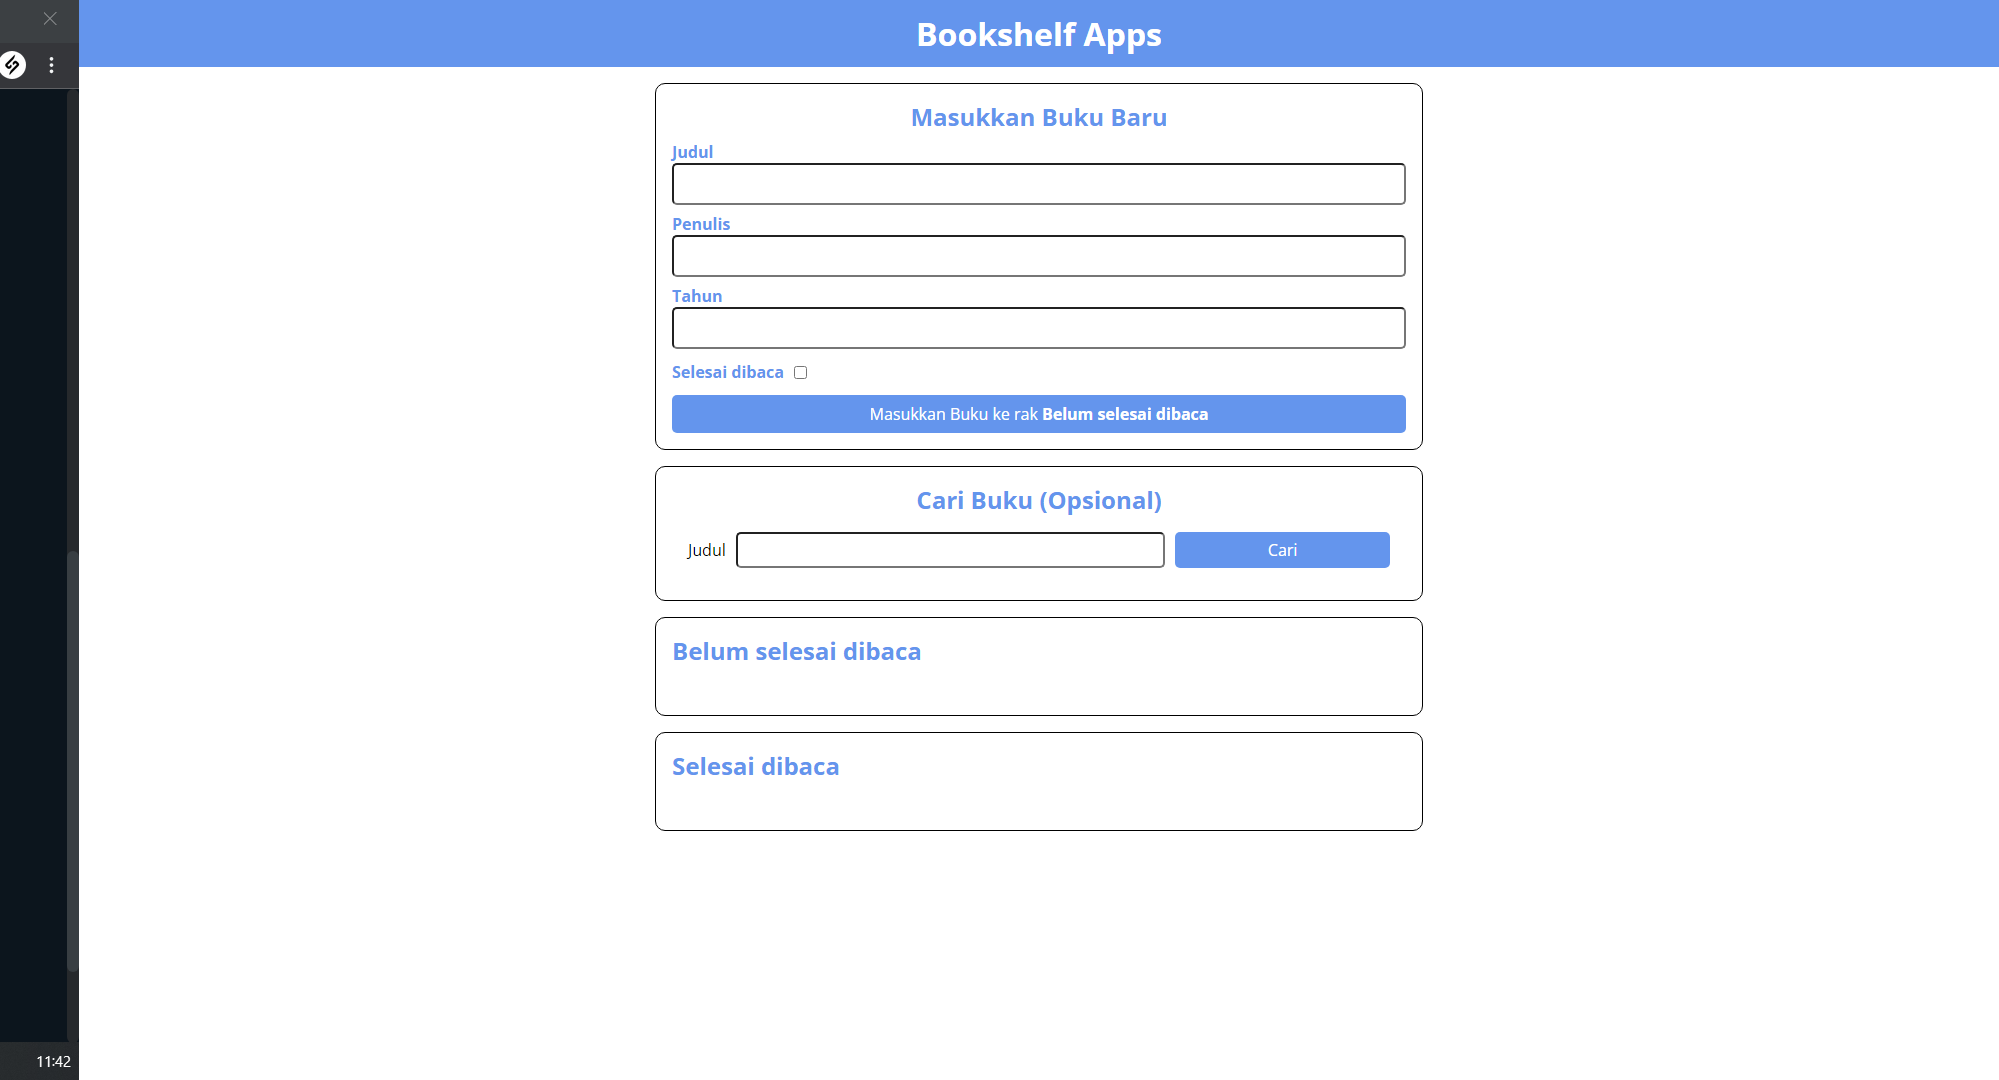 Bookshelf Apps
Masukkan Buku Baru
Judul
Penulis
Tahun
Selesai dibaca
Masukkan Buku ke rak Belum selesai dibaca
Cari Buku (Opsional)
Judul
Cari
Belum selesai dibaca
Selesai dibaca
11:42